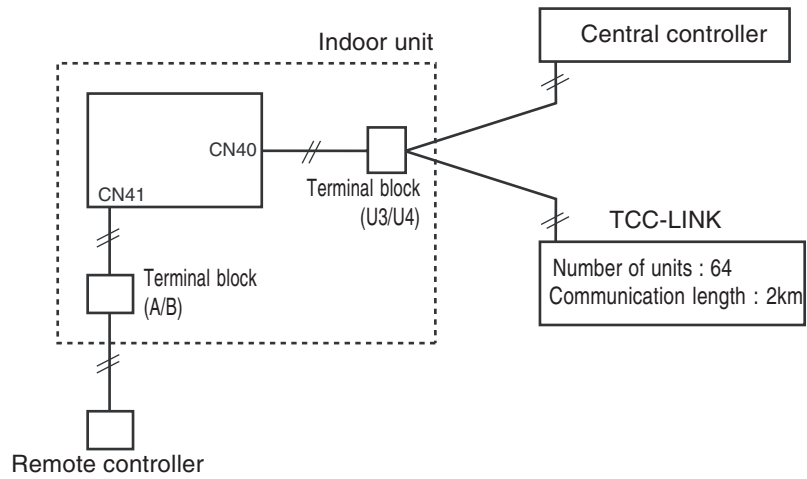 Indoor unit
Central controller
CN40
CN41
Terminal block
(U3/U4)
TCC-LINK
Number of units : 64
Communication length : 2km
Terminal block
(A/B)
Remote controller